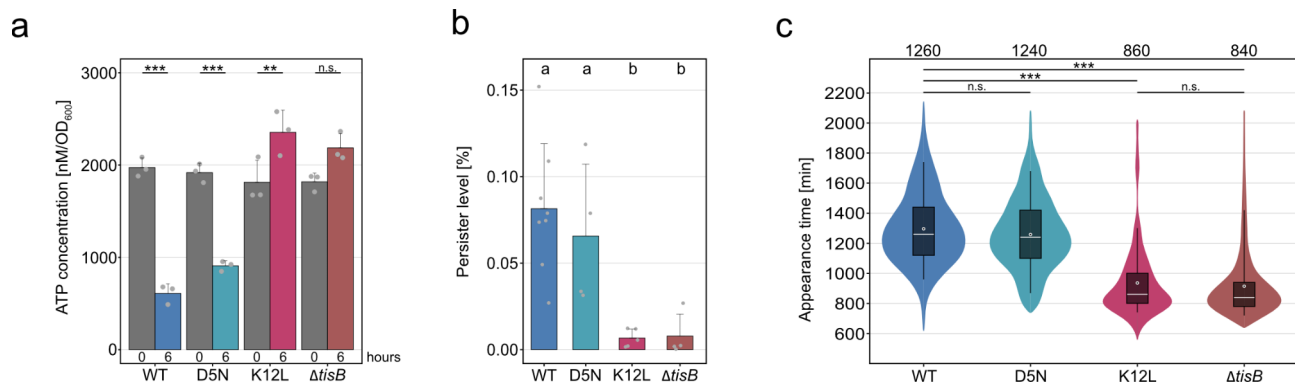 a
ATP concentration [nM/OD600]
3000
2000
1000
0
***
***
**
n.s.
0 6 0 6 0 6 0 6 hours
WT D5N K12L ΔtisB
b
Persister level [%]
0.15
0.10
0.05
0.00
a a b b
WT D5N K12L ΔtisB
c
Appearance time [min]
1260 1240 860 840
***
***
n.s. n.s.
2200
2000
1800
1600
1400
1200
1000
800
600
WT D5N K12L ΔtisB